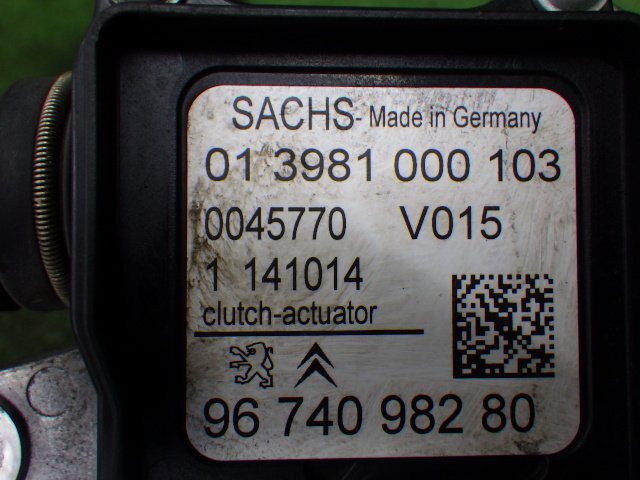 SACHS- Made in Germany
01 3981 000 103
0045770 V015
1 141014
clutch-actuator
96 740 982 80